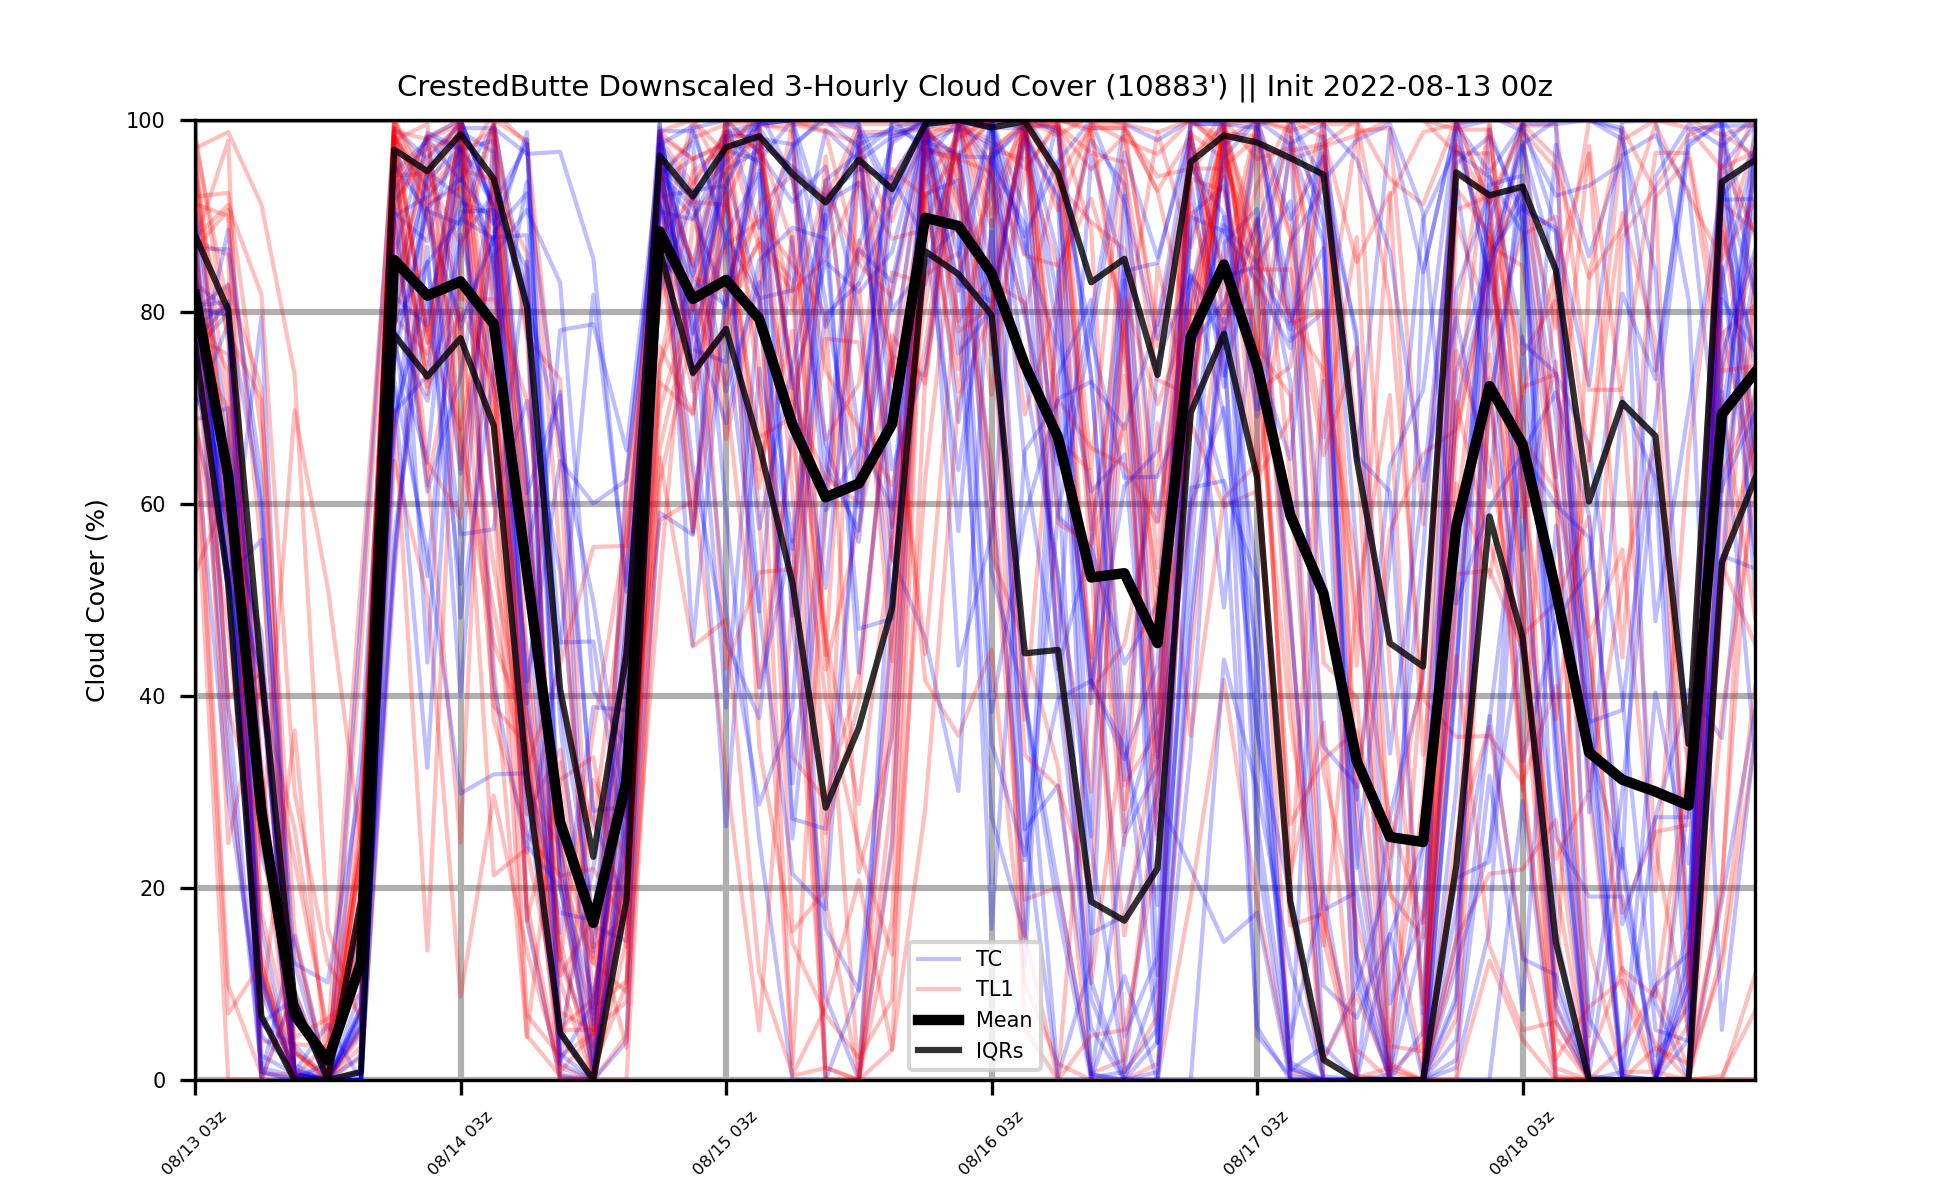 CrestedButte Downscaled 3-Hourly Cloud Cover (10883') || Init 2022-08-13 00z
Cloud Cover (%)
100
80
60
40
20
0
TC
TL1
Mean
IQRs
08/13 03z
08/14 03z
08/15 03z
08/16 03z
08/17 03z
08/18 03z